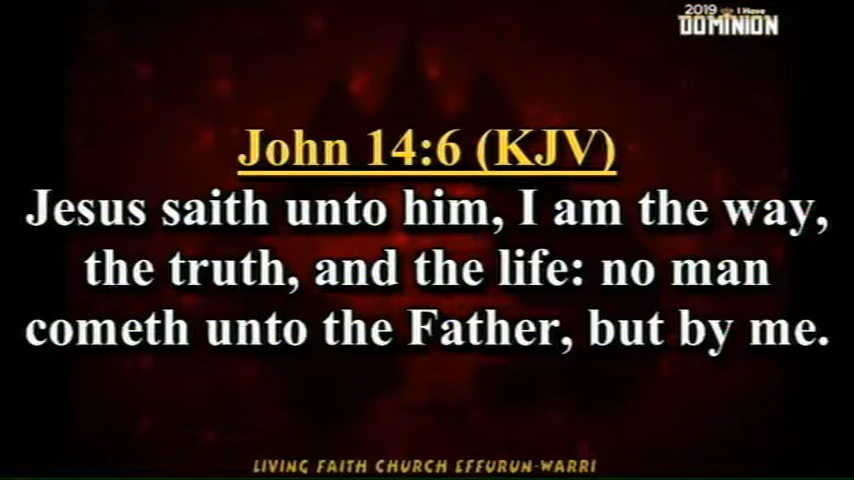 2019 I Have
DOMINION
John 14:6 (KJV)
Jesus saith unto him, I am the way,
the truth, and the life: no man
cometh unto the Father, but by me.
LIVING FAITH CHURCH EFFURUN-WARRI